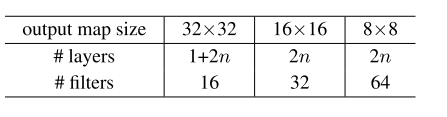 output map size 32×32 16×16 8×8
# layers 1+2n 2n 2n
# filters 16 32 64